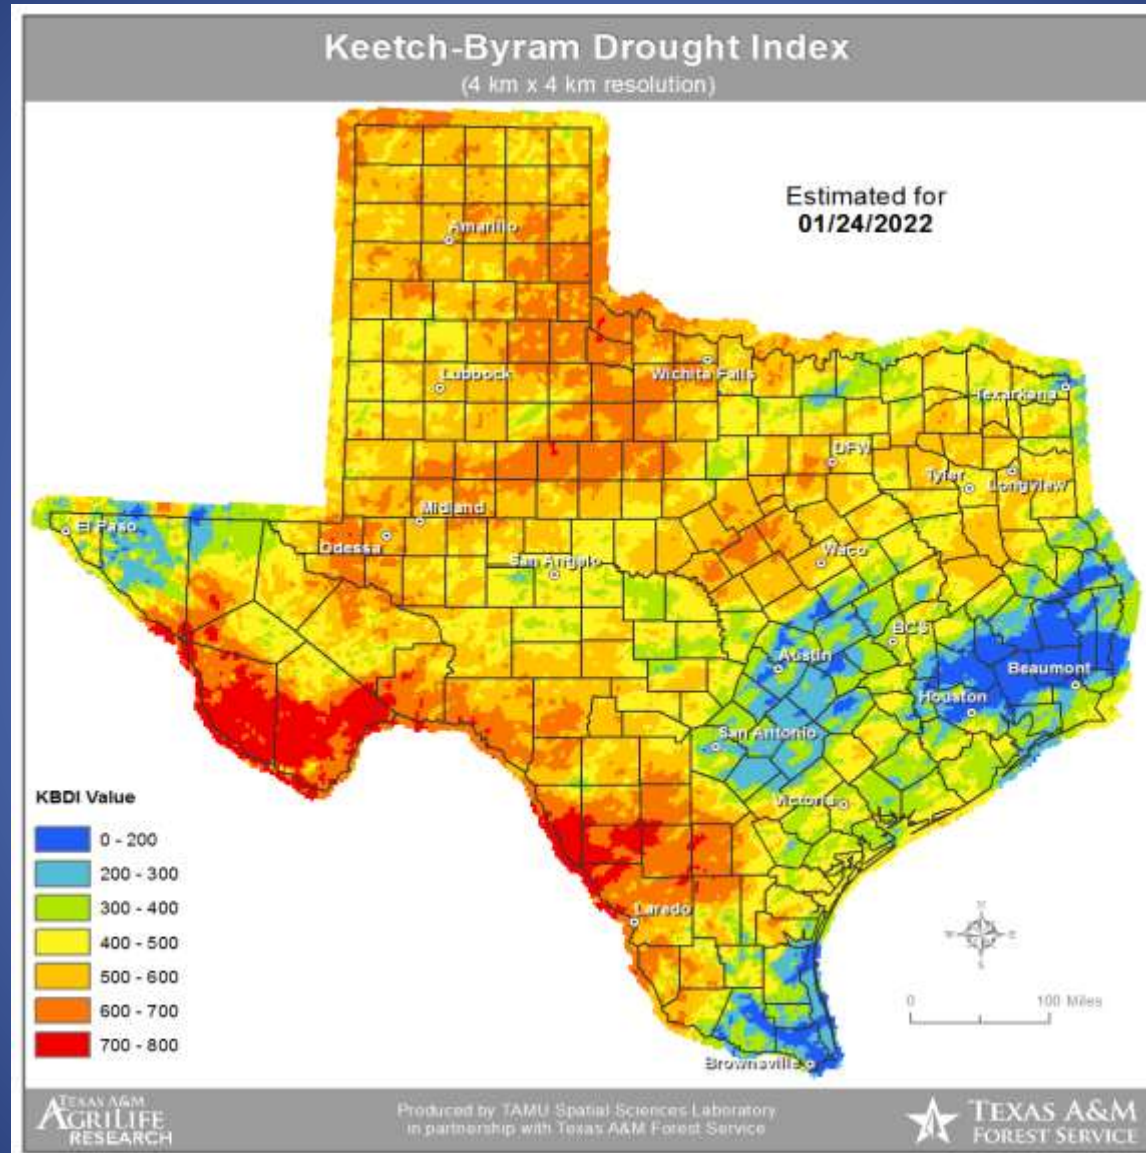 Keetch-Byram Drought Index
(4 km x 4 km resolution)
Estimated for
01/24/2022
Amarillo
Lubbock
Wichita Falls
Texarkana
DFW
Tyler
Longview
Midland
El Paso
Odessa
San Angelo
Waco
BCS
Austin
Beaumont
Houston
San Antonio
Victoria
Laredo
Brownsville
KBDI Value
0 - 200
200 - 300
300 - 400
400 - 500
500 - 600
600 - 700
700 - 800
N
W
E
S
0 100 Miles
TEXAS A&M
AGRILIFE
RESEARCH
Produced by TAMU Spatial Sciences Laboratory
in partnership with Texas A&M Forest Service
TEXAS A&M
FOREST SERVICE